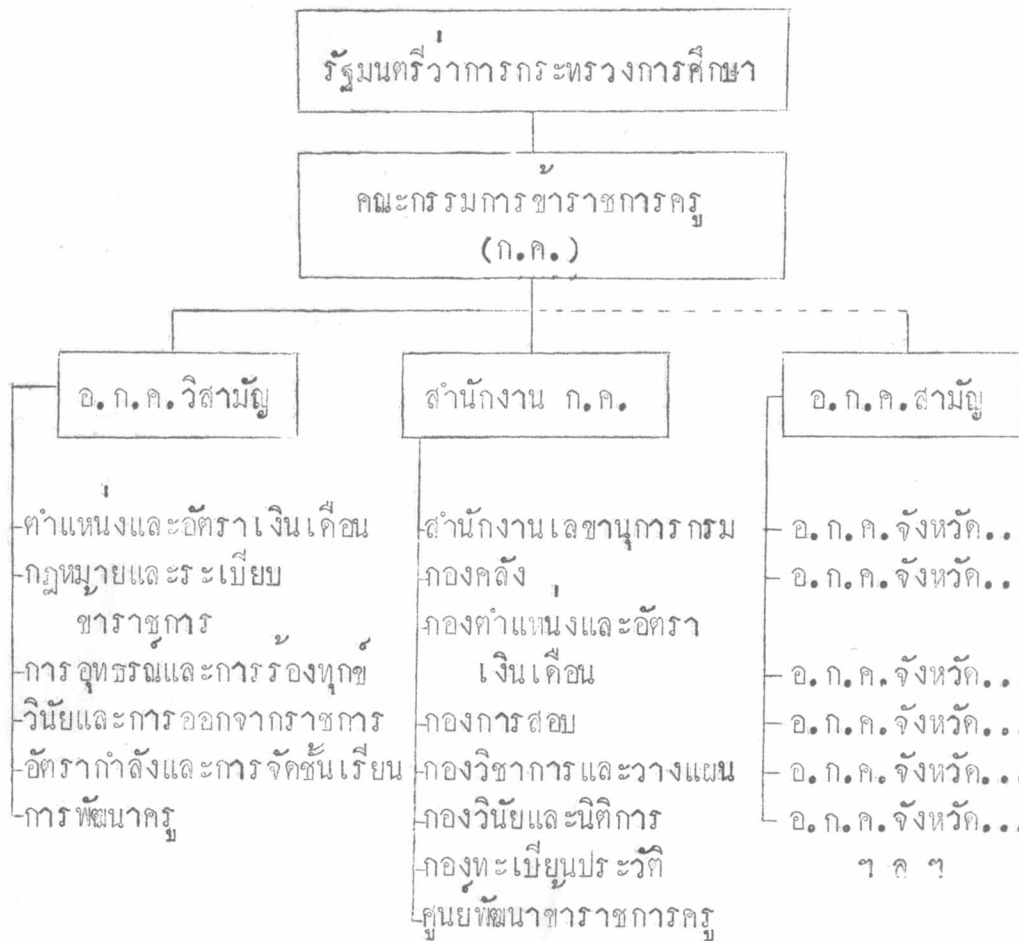 รัฐมนตรีว่าการกระทรวงการศึกษา
คณะกรรมการข้าราชการครู
(ก.ค.)
อ.ก.ค.วิสามัญ
-ตำแหน่งและอัตราเงินเดือน
-กฎหมายและระเบียบ
ข้าราชการ
-การอุทธรณ์และการร้องทุกข์
-วินัยและการออกจากราชการ
-อัตรากำลังและการจัดชั้นเรียน
-การพัฒนาครู
สำนักงาน ก.ค.
-สำนักงานเลขานุการกรม
-กองคลัง
-กองตำแหน่งและอัตรา
เงินเดือน
-กองการสอบ
-กองวิชาการและวางแผน
-กองวินัยและนิติการ
-กองทะเบียนประวัติ
-ศูนย์พัฒนาข้าราชการครู
อ.ก.ค.สามัญ
- อ.ก.ค.จังหวัด..
- อ.ก.ค.จังหวัด..
- อ.ก.ค.จังหวัด..
- อ.ก.ค.จังหวัด...
- อ.ก.ค.จังหวัด...
- อ.ก.ค.จังหวัด...
ฯ ล ฯ